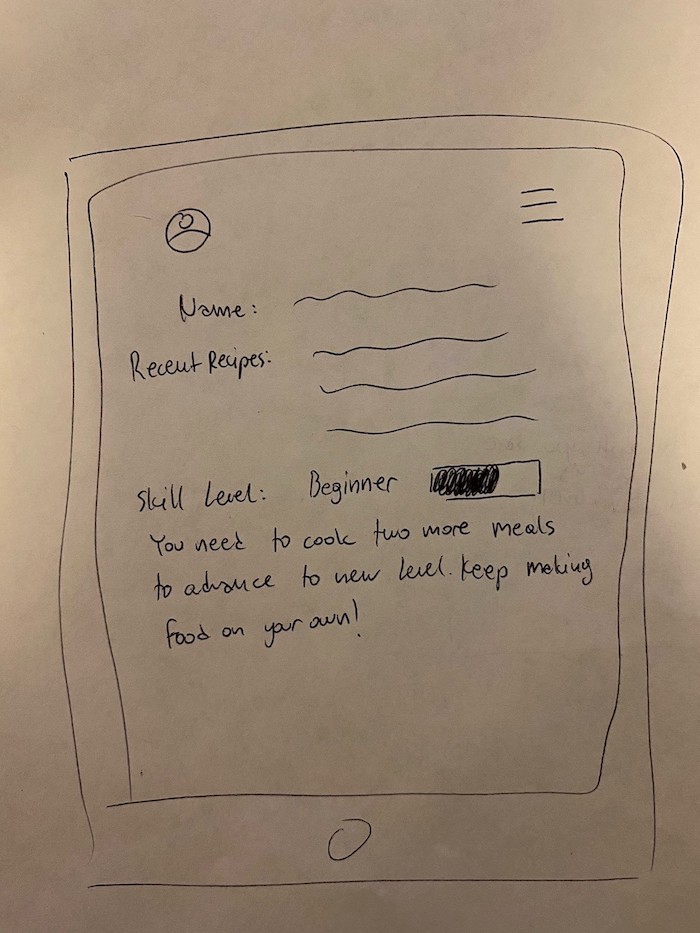 Name:
Recent Recipes:
Skill Level: Beginner
You need to cook two more meals
to advance to new level. Keep making
food on your own!